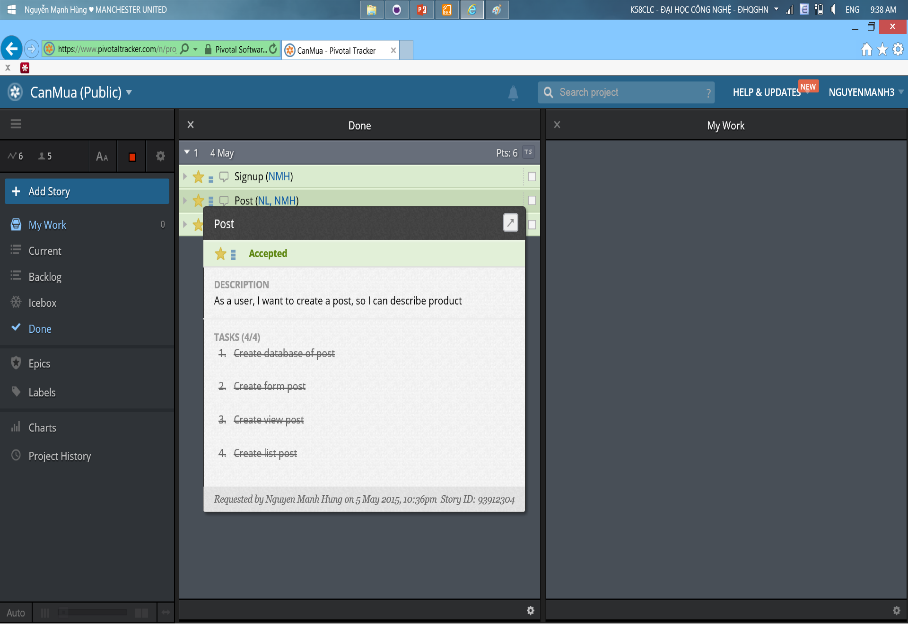 Nguyễn Mạnh Hùng ♥ MANCHESTER UNITED
K58CLC - ĐẠI HỌC CÔNG NGHỆ - ĐHQGHN
ENG
9:38 AM
https://www.pivotaltracker.com/n/pro
Pivotal Softwar...
CanMua - Pivotal Tracker
x
CanMua (Public)
Search project
?
HELP & UPDATES
NEW
NGUYENMANH3
Done
My Work
6
5
AA
1
4 May
Pts: 6
TS
Add Story
Signup (NMH)
Post (NL, NMH)
My Work
0
Current
Backlog
Icebox
Done
Epics
Labels
Charts
Project History
Post
Accepted
DESCRIPTION
As a user, I want to create a post, so I can describe product
TASKS (4/4)
1. Create database of post
2. Create form post
3. Create view post
4. Create list post
Requested by Nguyen Manh Hung on 5 May 2015, 10:36pm Story ID: 93912304
Auto